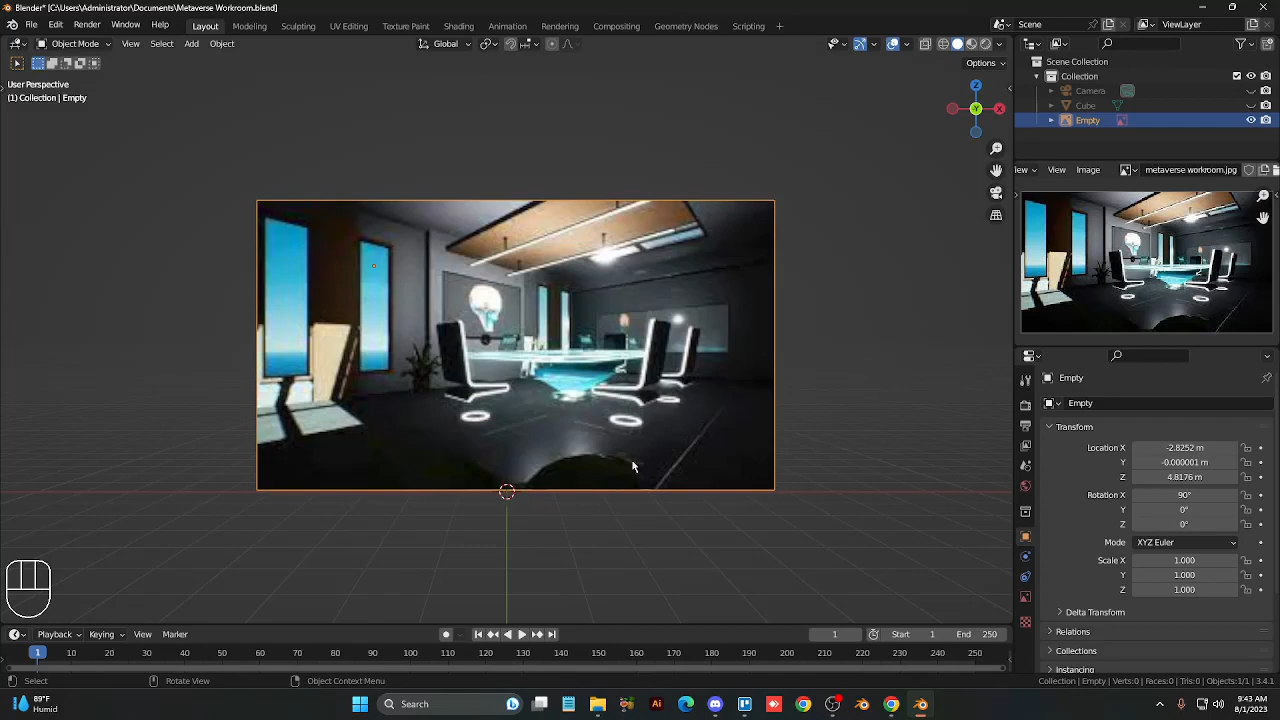 Blender* [C:\Users\Administrator\Documents\Metaverse Workroom.blend]
File Edit Render Window Help Layout Modeling Sculpting UV Editing Texture Paint Shading Animation Rendering Compositing Geometry Nodes Scripting + Scene ViewLayer
Object Mode View Select Add Object Global
Options
User Perspective
(1) Collection | Empty
Z
Y
X
Scene Collection
Collection
Camera
Cube
Empty
View Image metaverse workroom.jpg
Empty
Empty
Transform
Location X -2.8252 m
Y -0.000001 m
Z 4.8176 m
Rotation X 90°
Y 0°
Z 0°
Mode XYZ Euler
Scale X 1.000
Y 1.000
Z 1.000
Delta Transform
Relations
Collections
Instancing
Playback Keying View Marker 1 Start 1 End 250
1 10 20 30 40 50 60 70 80 90 100 110 120 130 140 150 160 170 180 190 200 210 220 230 240 250
Select Rotate View Object Context Menu Collection | Empty | Verts:0 | Faces:0 | Tris:0 | Objects:1/1 | 3.4.1
89°F
Humid
Search
Ai
9:43 AM
8/1/2023